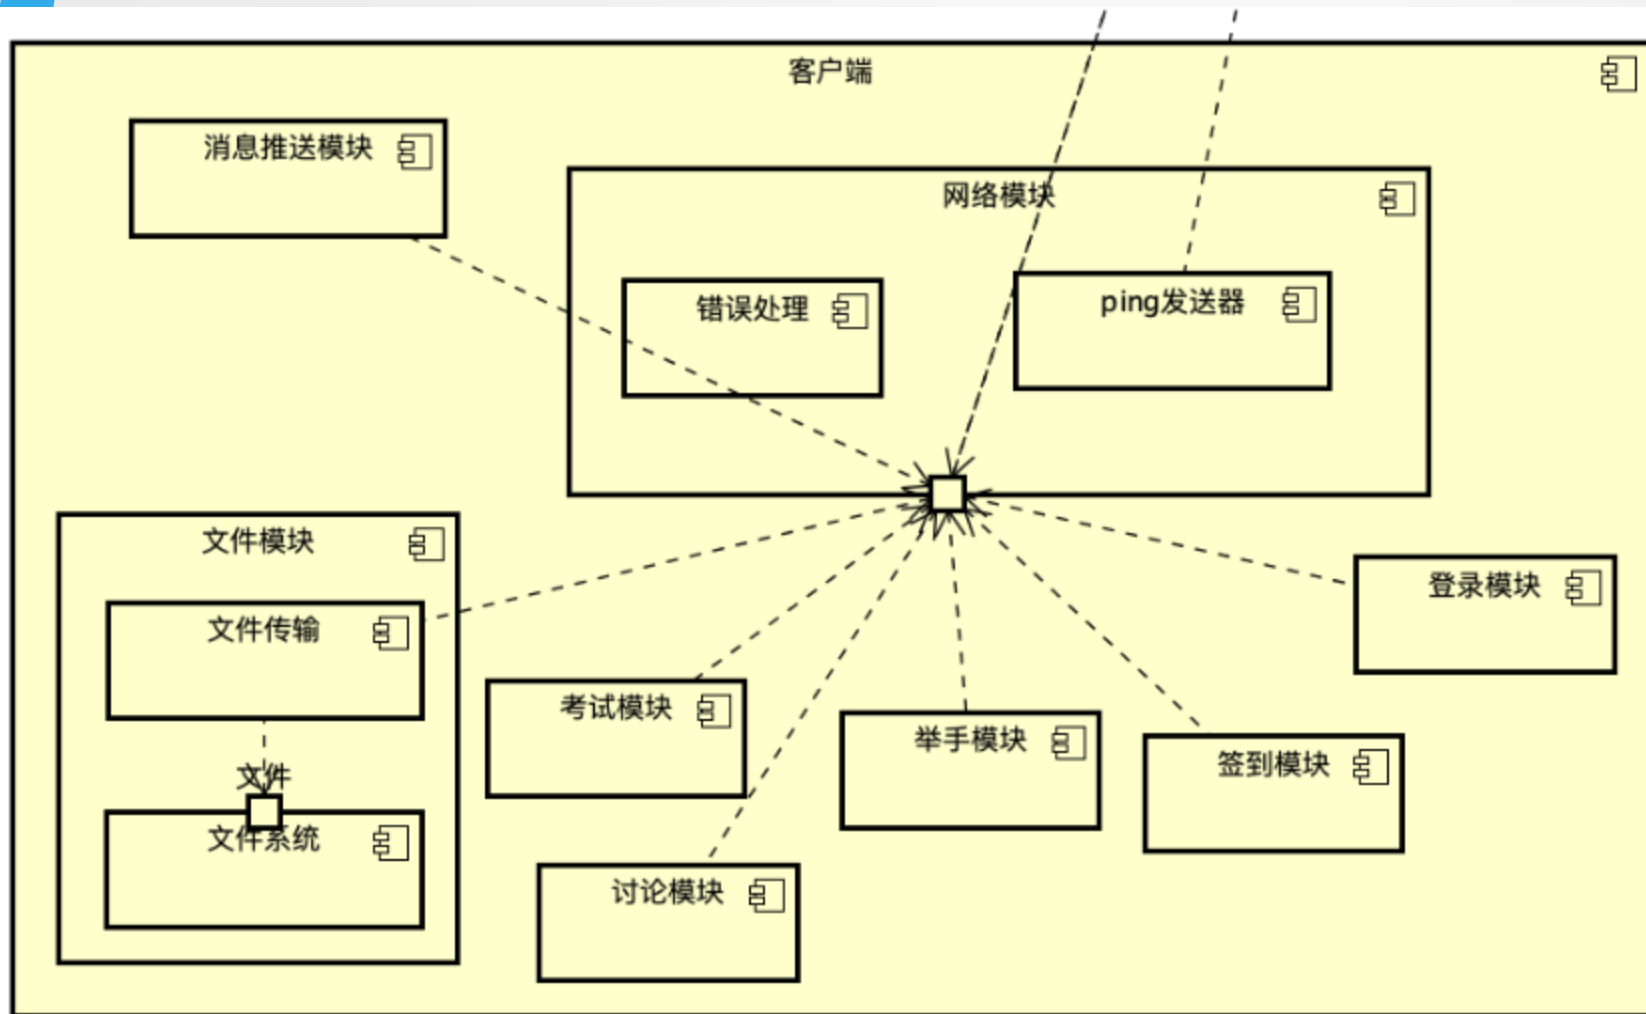 客户端
消息推送模块
网络模块
错误处理
ping发送器
文件模块
文件传输
文件
文件系统
考试模块
讨论模块
举手模块
签到模块
登录模块